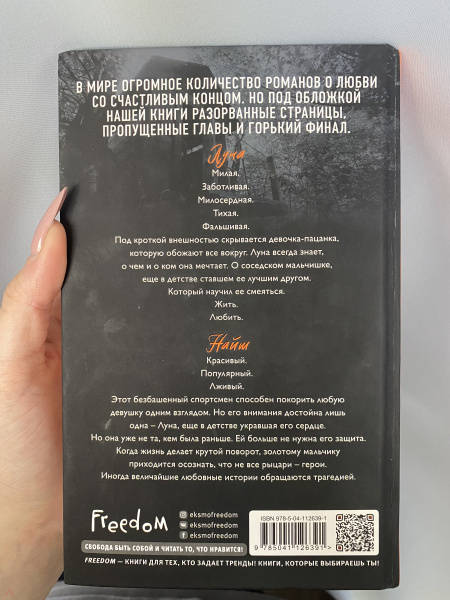 В МИРЕ ОГРОМНОЕ КОЛИЧЕСТВО РОМАНОВ О ЛЮБВИ
СО СЧАСТЛИВЫМ КОНЦОМ. НО ПОД ОБЛОЖКОЙ
НАШЕЙ КНИГИ РАЗОРВАННЫЕ СТРАНИЦЫ,
ПРОПУЩЕННЫЕ ГЛАВЫ И ГОРЬКИЙ ФИНАЛ.
Луна
Милая.
Заботливая.
Милосердная.
Тихая.
Фальшивая.
Под кроткой внешностью скрывается девочка-пацанка,
которую обожают все вокруг. Луна всегда знает,
о чем и о ком она мечтает. О соседском мальчишке,
еще в детстве ставшем ее лучшим другом.
Который научил ее смеяться.
Жить.
Любить.
Найт
Красивый.
Популярный.
Лживый.
Этот безбашенный спортсмен способен покорить любую
девушку одним взглядом. Но его внимания достойна лишь
одна – Луна, еще в детстве укравшая его сердце.
Но она уже не та, кем была раньше. Ей больше не нужна его защита.
Когда жизнь делает крутой поворот, золотому мальчику
приходится осознать, что не все рыцари – герои.
Иногда величайшие любовные истории обращаются трагедией.
Freedom
eksmofreedom
eksmofreedom
eksmofreedom
ISBN 978-5-04-112639-1
9 785041 126391 >
СВОБОДА БЫТЬ СОБОЙ И ЧИТАТЬ ТО, ЧТО НРАВИТСЯ!
FREEDOM — КНИГИ ДЛЯ ТЕХ, КТО ЗАДАЕТ ТРЕНДЫ! КНИГИ, КОТОРЫЕ ВЫБИРАЕШЬ ТЫ!